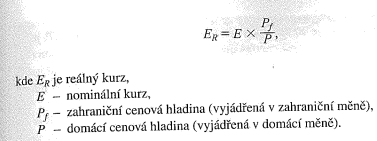 E_R = E × P_f / P,
kde E_R je reálný kurz,
E – nominální kurz,
P_f – zahraniční cenová hladina (vyjádřená v zahraniční měně),
P – domácí cenová hladina (vyjádřená v domácí měně).